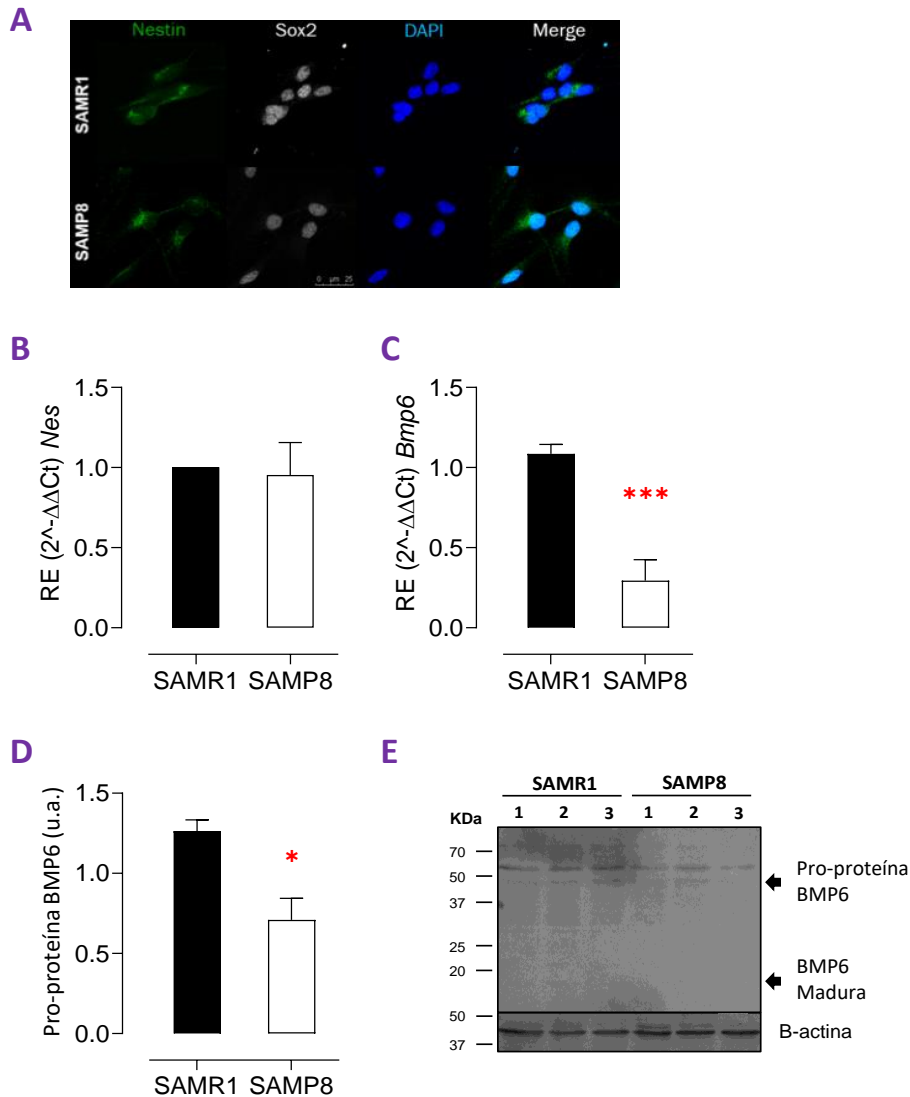 A
Nestin Sox2 DAPI Merge
SAMR1
SAMP8
0 µm 25
B
RE (2^-ΔΔCt) Nes
1.5
1.0
0.5
0.0
SAMR1 SAMP8
C
RE (2^-ΔΔCt) Bmp6
1.5
1.0
0.5
0.0
***
SAMR1 SAMP8
D
Pro-proteína BMP6 (u.a.)
1.5
1.0
0.5
0.0
*
SAMR1 SAMP8
E
SAMR1 SAMP8
KDa 1 2 3 1 2 3
70
50
37
25
20
50
37
Pro-proteína
BMP6
BMP6
Madura
B-actina